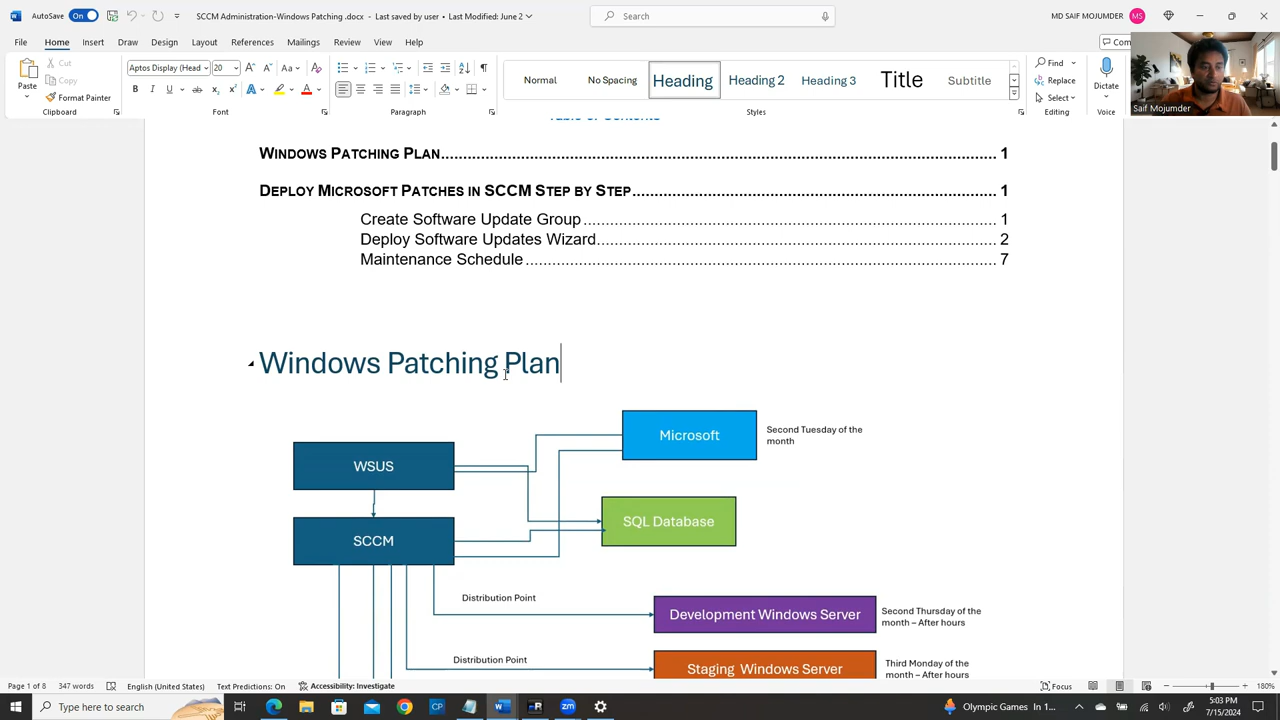 AutoSave On
SCCM Administration-Windows Patching .docx • Last saved by user • Last Modified: June 2
Search
MD SAIF MOJUMDER MS
File Home Insert Draw Design Layout References Mailings Review View Help
Paste
Cut
Copy
Format Painter
Clipboard
Aptos Display (Head 20
Font
Paragraph
Normal No Spacing Heading Heading 2 Heading 3 Title Subtitle
Styles
Find
Replace
Select
Editing
Dictate
Voice
Com
Saif Mojumder
Table of Contents
WINDOWS PATCHING PLAN 1
DEPLOY MICROSOFT PATCHES IN SCCM STEP BY STEP 1
Create Software Update Group 1
Deploy Software Updates Wizard 2
Maintenance Schedule 7
Windows Patching Plan
Microsoft
Second Tuesday of the
month
WSUS
SQL Database
SCCM
Distribution Point
Development Windows Server
Second Thursday of the
month – After hours
Distribution Point
Staging Windows Server
Third Monday of the
month – After hours
Page 1 of 8 347 words English (United States) Text Predictions: On Accessibility: Investigate Focus 180%
Type here to search
Olympic Games In 1...
5:03 PM
7/15/2024